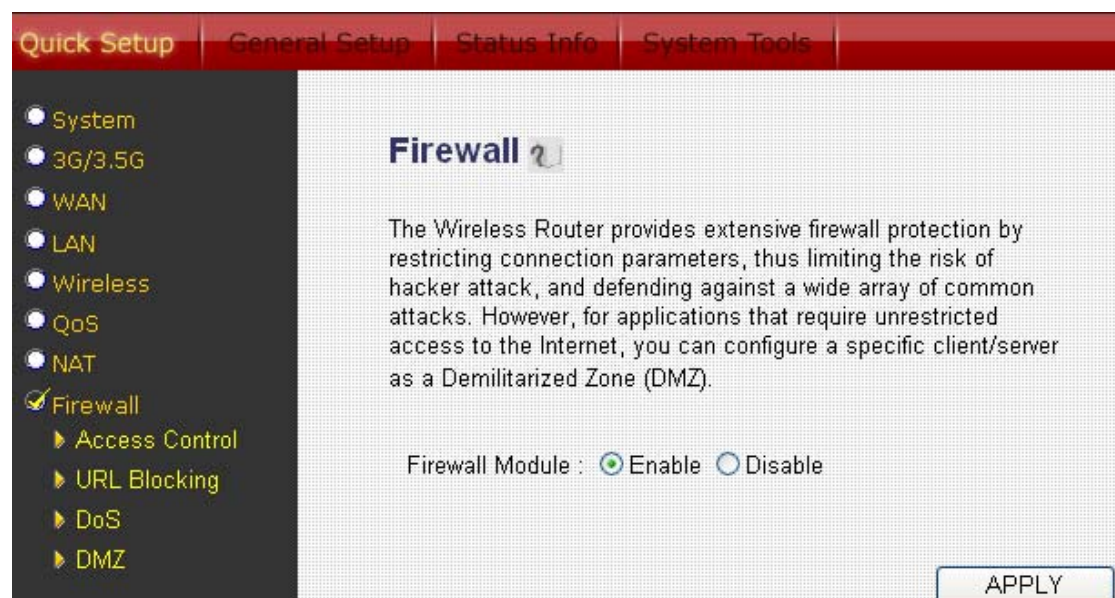 Quick Setup General Setup Status Info System Tools
System
3G/3.5G
WAN
LAN
Wireless
QoS
NAT
Firewall
Access Control
URL Blocking
DoS
DMZ
Firewall
The Wireless Router provides extensive firewall protection by
restricting connection parameters, thus limiting the risk of
hacker attack, and defending against a wide array of common
attacks. However, for applications that require unrestricted
access to the Internet, you can configure a specific client/server
as a Demilitarized Zone (DMZ).
Firewall Module : Enable Disable
APPLY